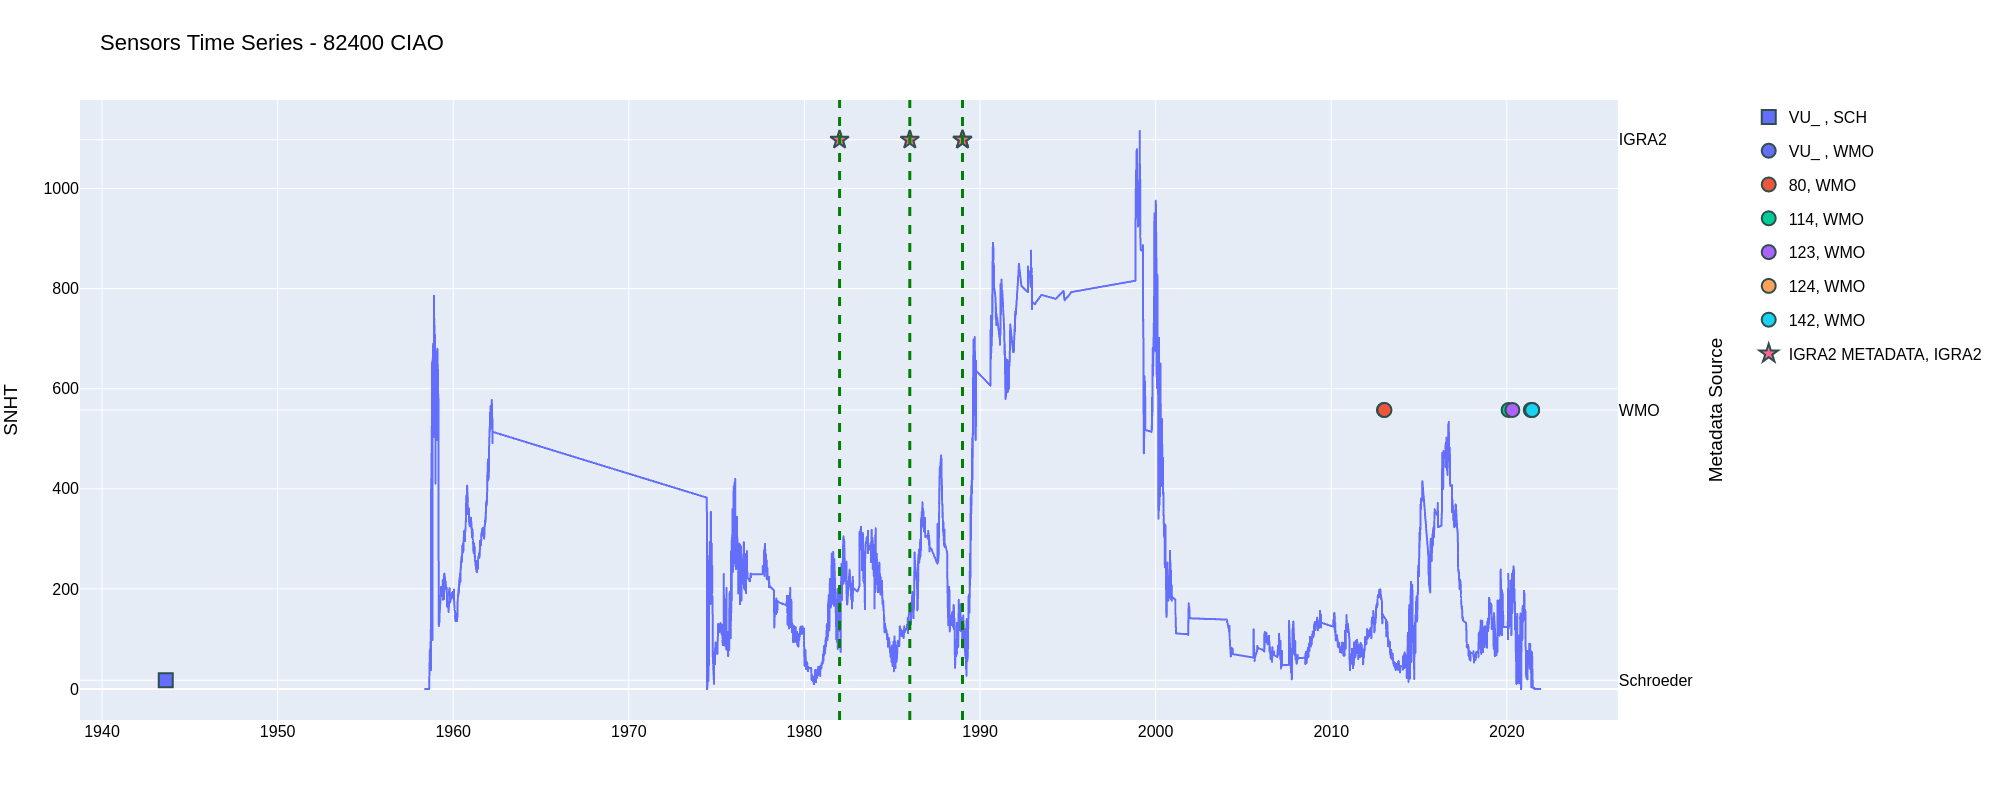 Sensors Time Series - 82400 CIAO
SNHT
1000
800
600
400
200
0
1940 1950 1960 1970 1980 1990 2000 2010 2020
IGRA2
WMO
Schroeder
Metadata Source
VU_ , SCH
VU_ , WMO
80, WMO
114, WMO
123, WMO
124, WMO
142, WMO
IGRA2 METADATA, IGRA2